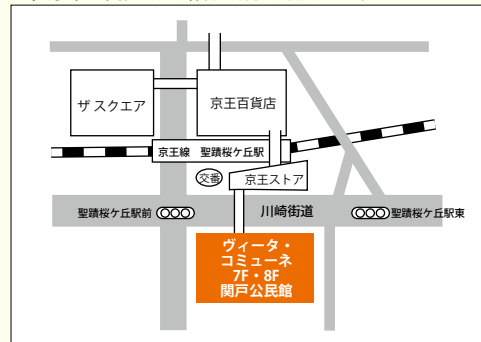 ザ スクエア
京王百貨店
京王線　聖蹟桜ケ丘駅
交番
京王ストア
聖蹟桜ケ丘駅前
川崎街道
聖蹟桜ケ丘駅東
ヴィータ・
コミューネ
7F・8F
関戸公民館